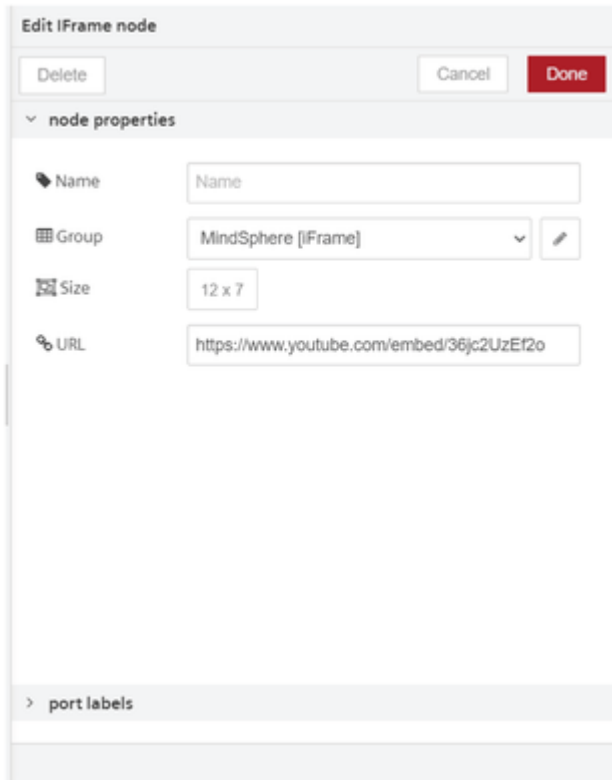 Edit IFrame node
Delete Cancel Done
node properties
Name Name
Group MindSphere [iFrame]
Size 12 x 7
URL https://www.youtube.com/embed/36jc2UzEf2o
port labels